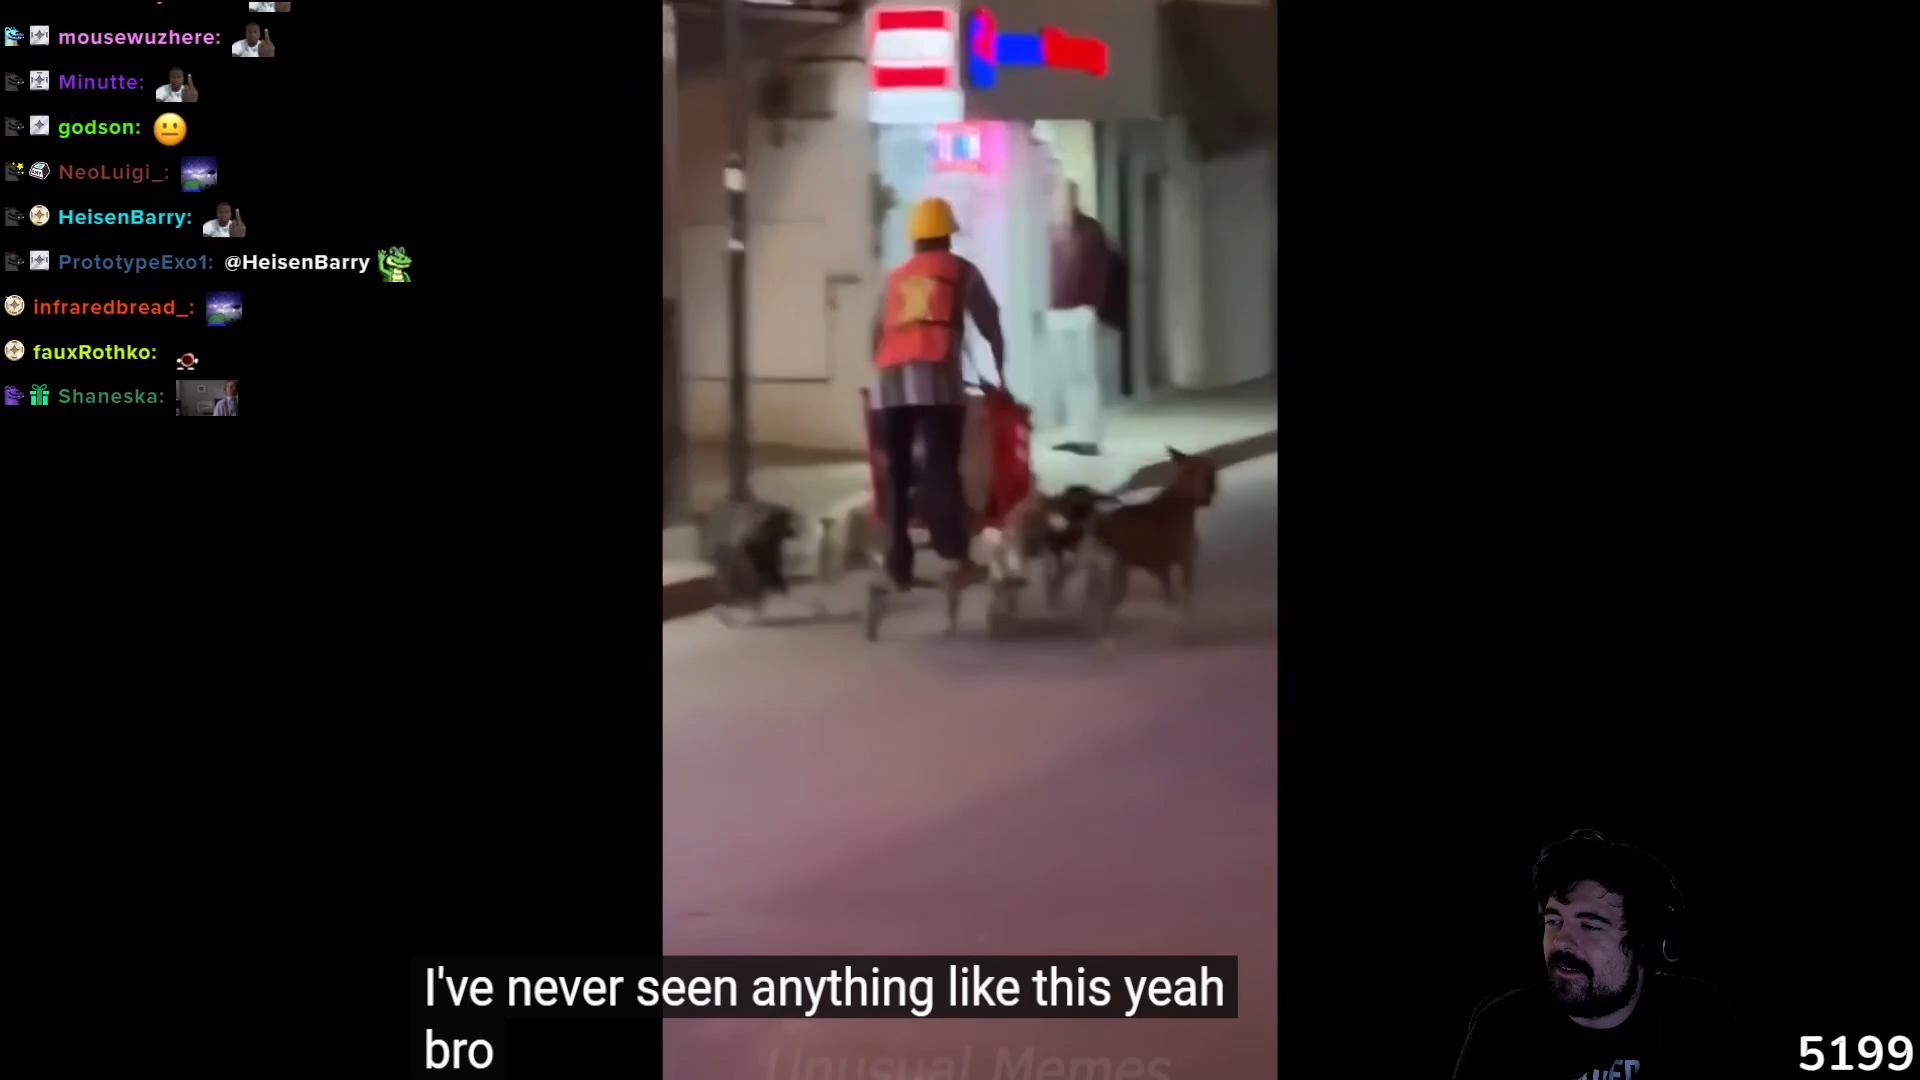 mousewuzhere:
Minutte:
godson:
NeoLuigi_:
HeisenBarry:
PrototypeExo1: @HeisenBarry
infraredbread_:
fauxRothko:
Shaneska:
I've never seen anything like this yeah
bro
Unusual Memes
5199